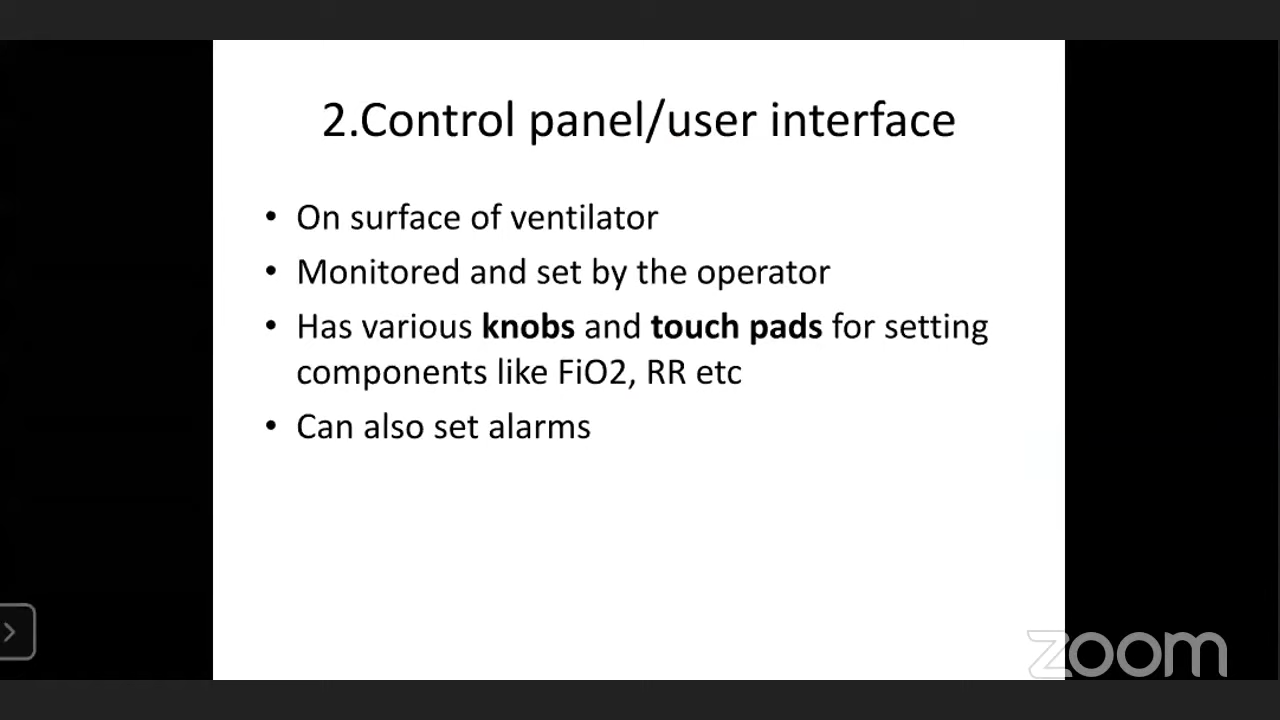 2.Control panel/user interface
• On surface of ventilator
• Monitored and set by the operator
• Has various knobs and touch pads for setting
components like FiO2, RR etc
• Can also set alarms
zoom